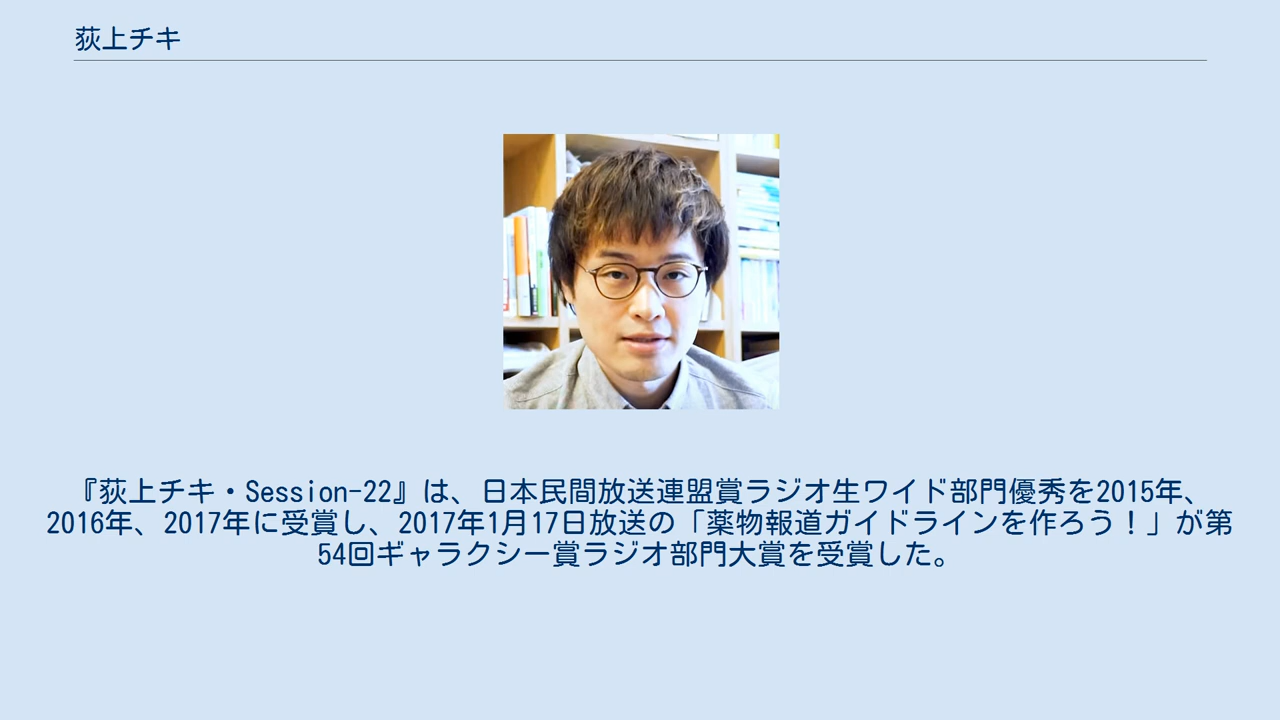 荻上チキ
『荻上チキ・Session-22』は、日本民間放送連盟賞ラジオ生ワイド部門優秀を2015年、
2016年、2017年に受賞し、2017年1月17日放送の「薬物報道ガイドラインを作ろう！」が第
54回ギャラクシー賞ラジオ部門大賞を受賞した。